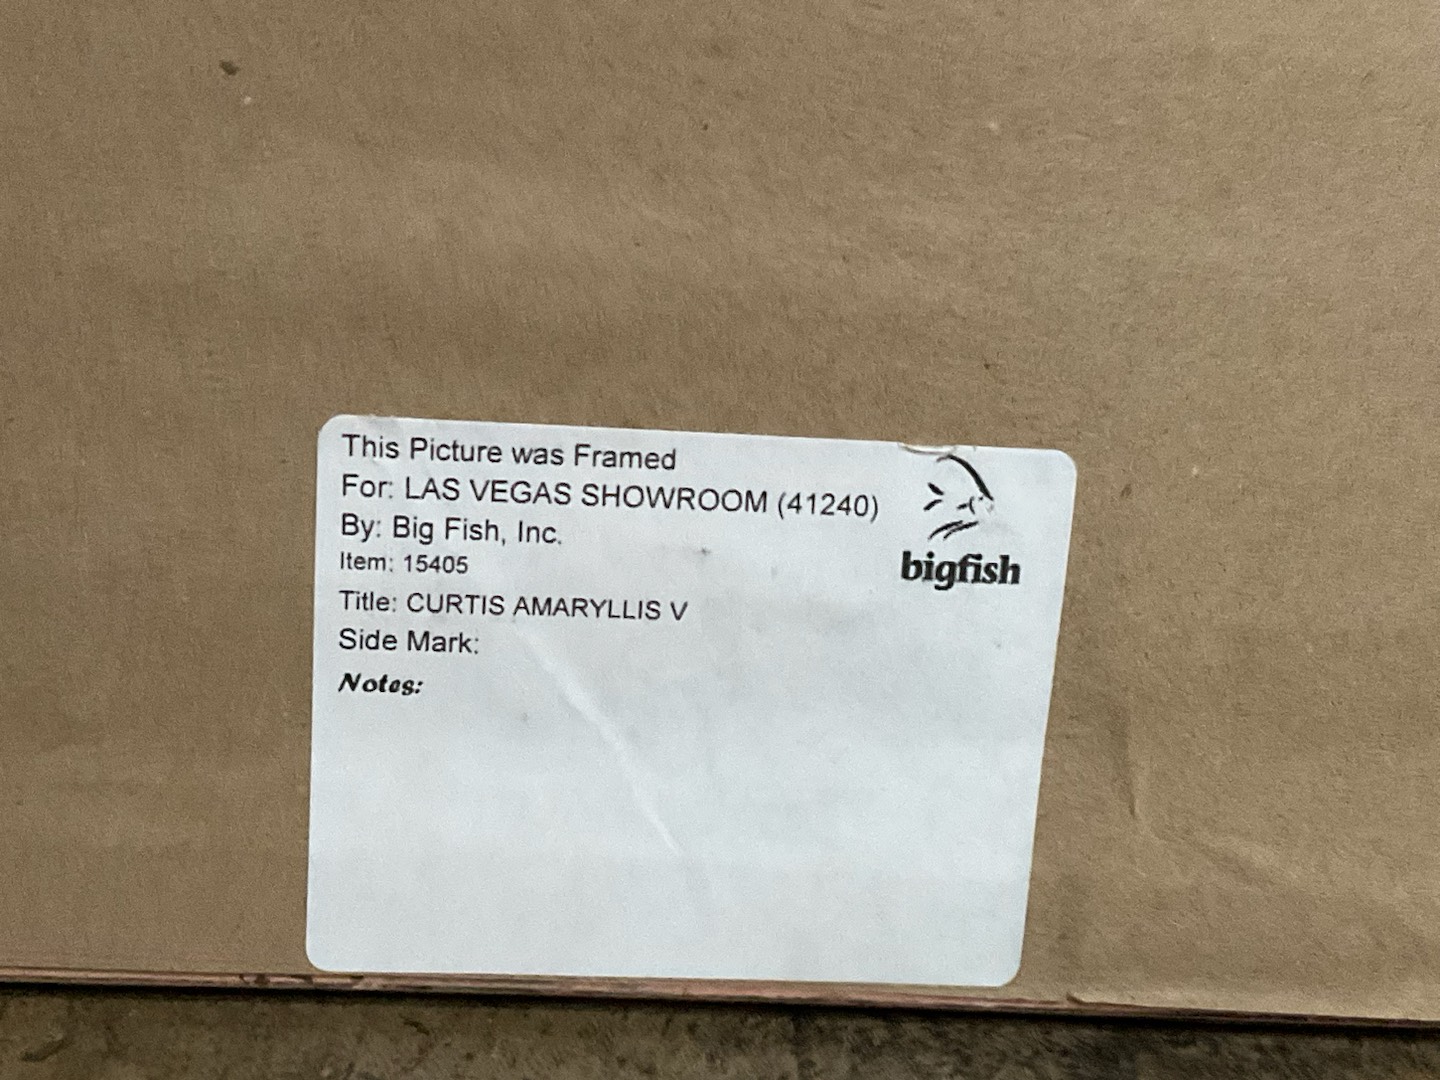 This Picture was Framed
For: LAS VEGAS SHOWROOM (41240)
By: Big Fish, Inc.
Item: 15405
Title: CURTIS AMARYLLIS V
Side Mark:
Notes:
bigfish